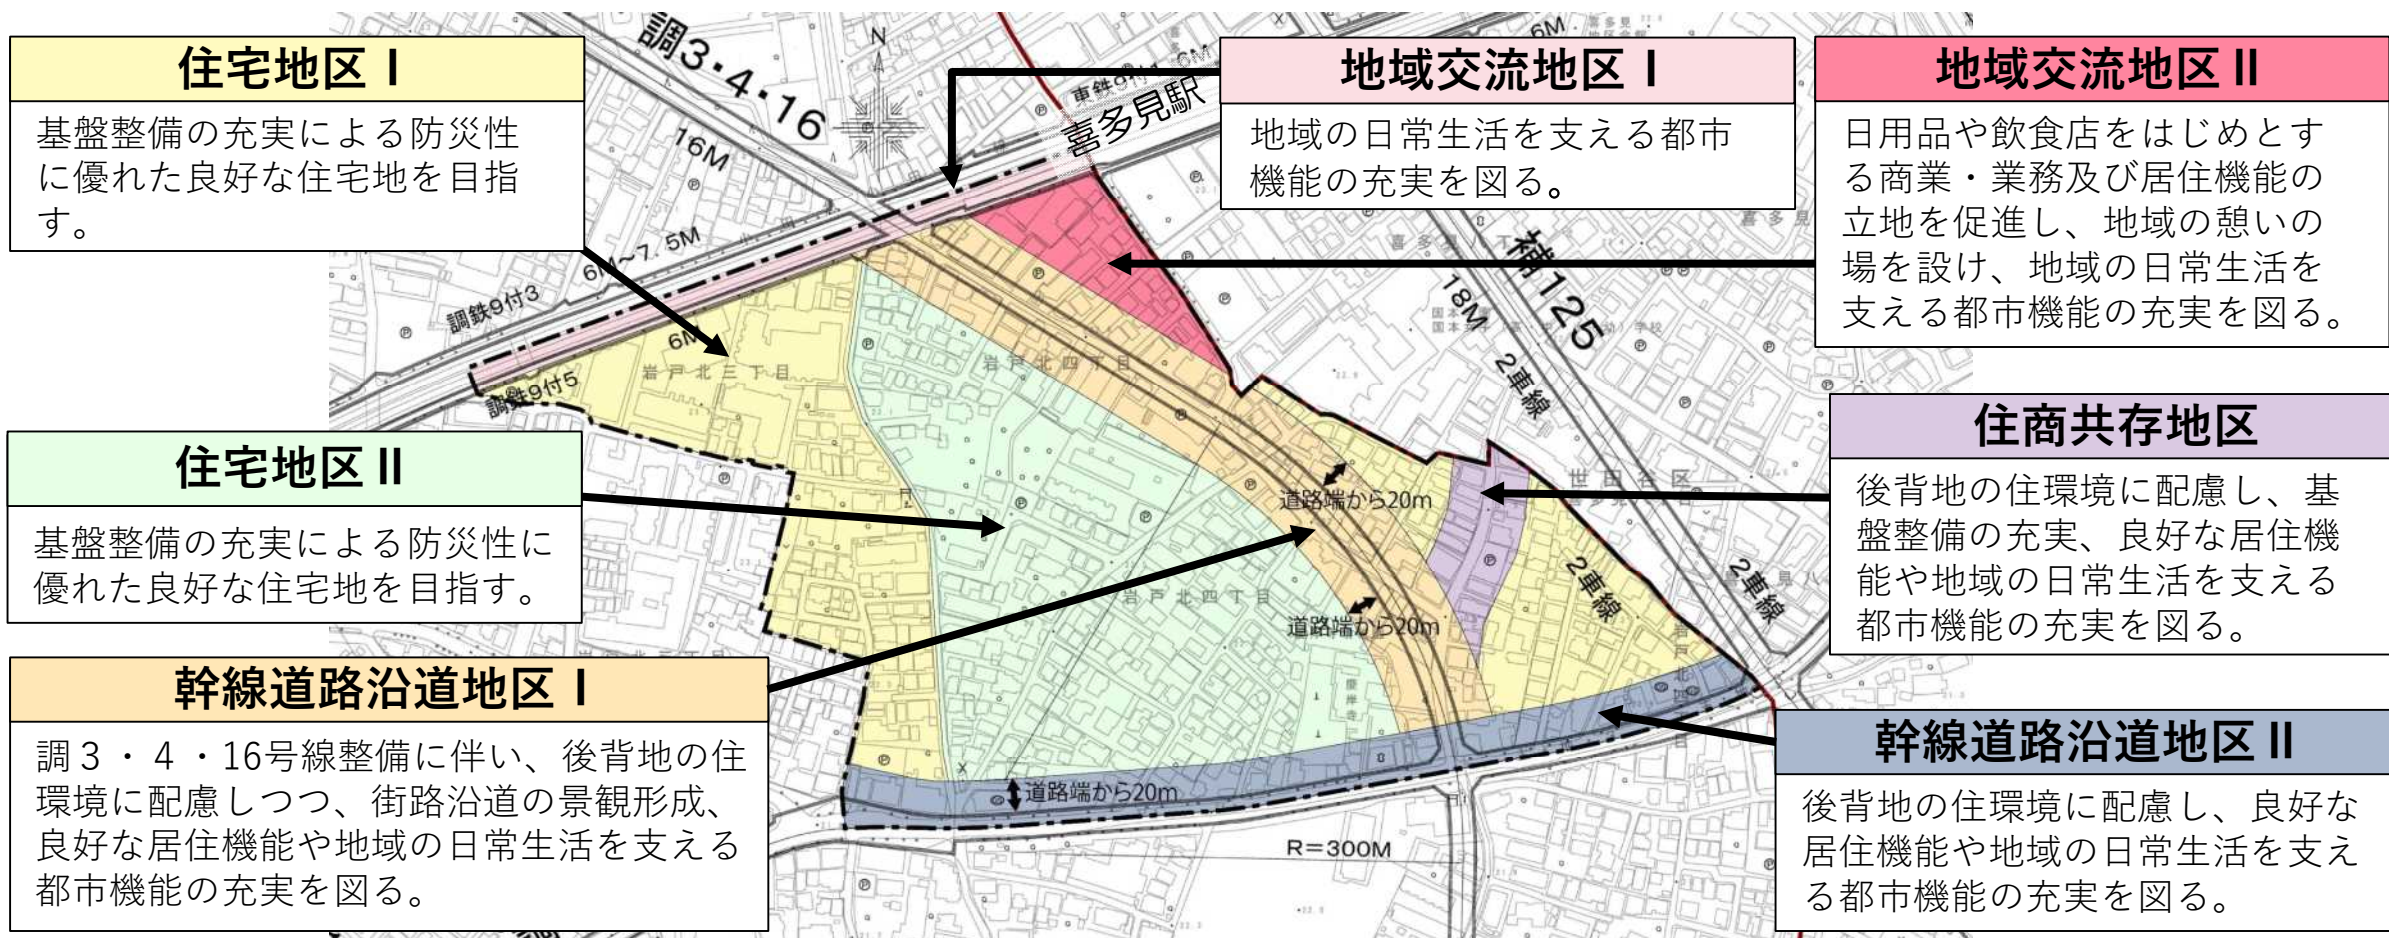 住宅地区Ⅰ
基盤整備の充実による防災性
に優れた良好な住宅地を目指
す。
地域交流地区Ⅰ
地域の日常生活を支える都市
機能の充実を図る。
地域交流地区Ⅱ
日用品や飲食店をはじめとす
る商業・業務及び居住機能の
立地を促進し、地域の憩いの
場を設け、地域の日常生活を
支える都市機能の充実を図る。
住宅地区Ⅱ
基盤整備の充実による防災性に
優れた良好な住宅地を目指す。
住商共存地区
後背地の住環境に配慮し、基
盤整備の充実、良好な居住機
能や地域の日常生活を支える
都市機能の充実を図る。
幹線道路沿道地区Ⅰ
調３・４・16号線整備に伴い、後背地の住
環境に配慮しつつ、街路沿道の景観形成、
良好な居住機能や地域の日常生活を支える
都市機能の充実を図る。
幹線道路沿道地区Ⅱ
後背地の住環境に配慮し、良好な
居住機能や地域の日常生活を支え
る都市機能の充実を図る。
調3・4・16
16M
N
6M
喜多見駅
6M～7.5M
調鉄9付3
6M
調鉄9付5
岩戸北三丁目
岩戸北四丁目
補125
18M
2車線
世田谷区
道路端から20m
2車線
2車線
岩戸北四丁目
道路端から20m
慶岸寺
道路端から20m
R=300M